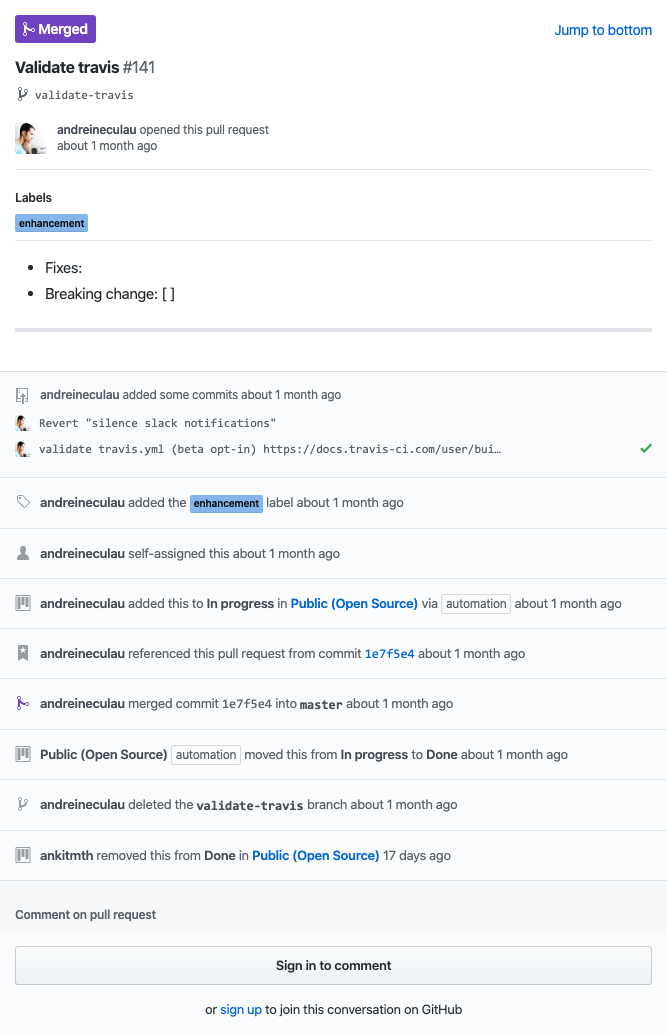 Merged
Jump to bottom
Validate travis #141
validate-travis
andreineculau opened this pull request
about 1 month ago
Labels
enhancement
Fixes:
Breaking change: [ ]
andreineculau added some commits about 1 month ago
Revert "silence slack notifications"
validate travis.yml (beta opt-in) https://docs.travis-ci.com/user/bui…
andreineculau added the enhancement label about 1 month ago
andreineculau self-assigned this about 1 month ago
andreineculau added this to In progress in Public (Open Source) via automation about 1 month ago
andreineculau referenced this pull request from commit 1e7f5e4 about 1 month ago
andreineculau merged commit 1e7f5e4 into master about 1 month ago
Public (Open Source) automation moved this from In progress to Done about 1 month ago
andreineculau deleted the validate-travis branch about 1 month ago
ankitmth removed this from Done in Public (Open Source) 17 days ago
Comment on pull request
Sign in to comment
or sign up to join this conversation on GitHub